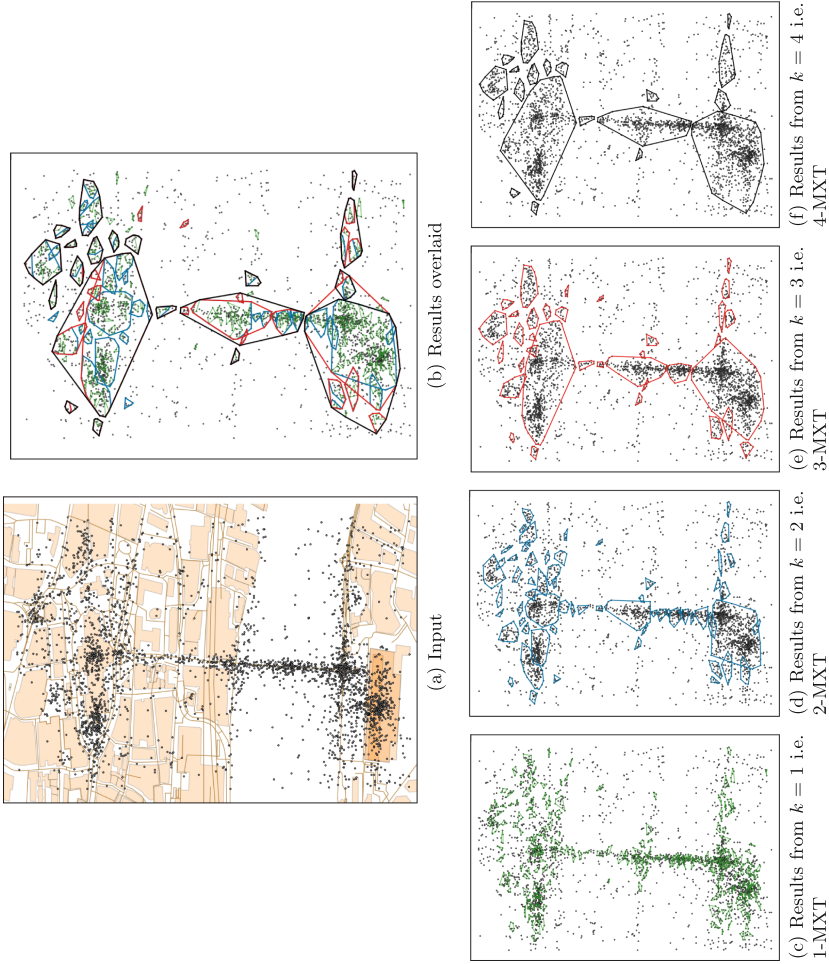 (a) Input
(b) Results overlaid
(c) Results from k = 1 i.e.
1-MXT
(d) Results from k = 2 i.e.
2-MXT
(e) Results from k = 3 i.e.
3-MXT
(f) Results from k = 4 i.e.
4-MXT